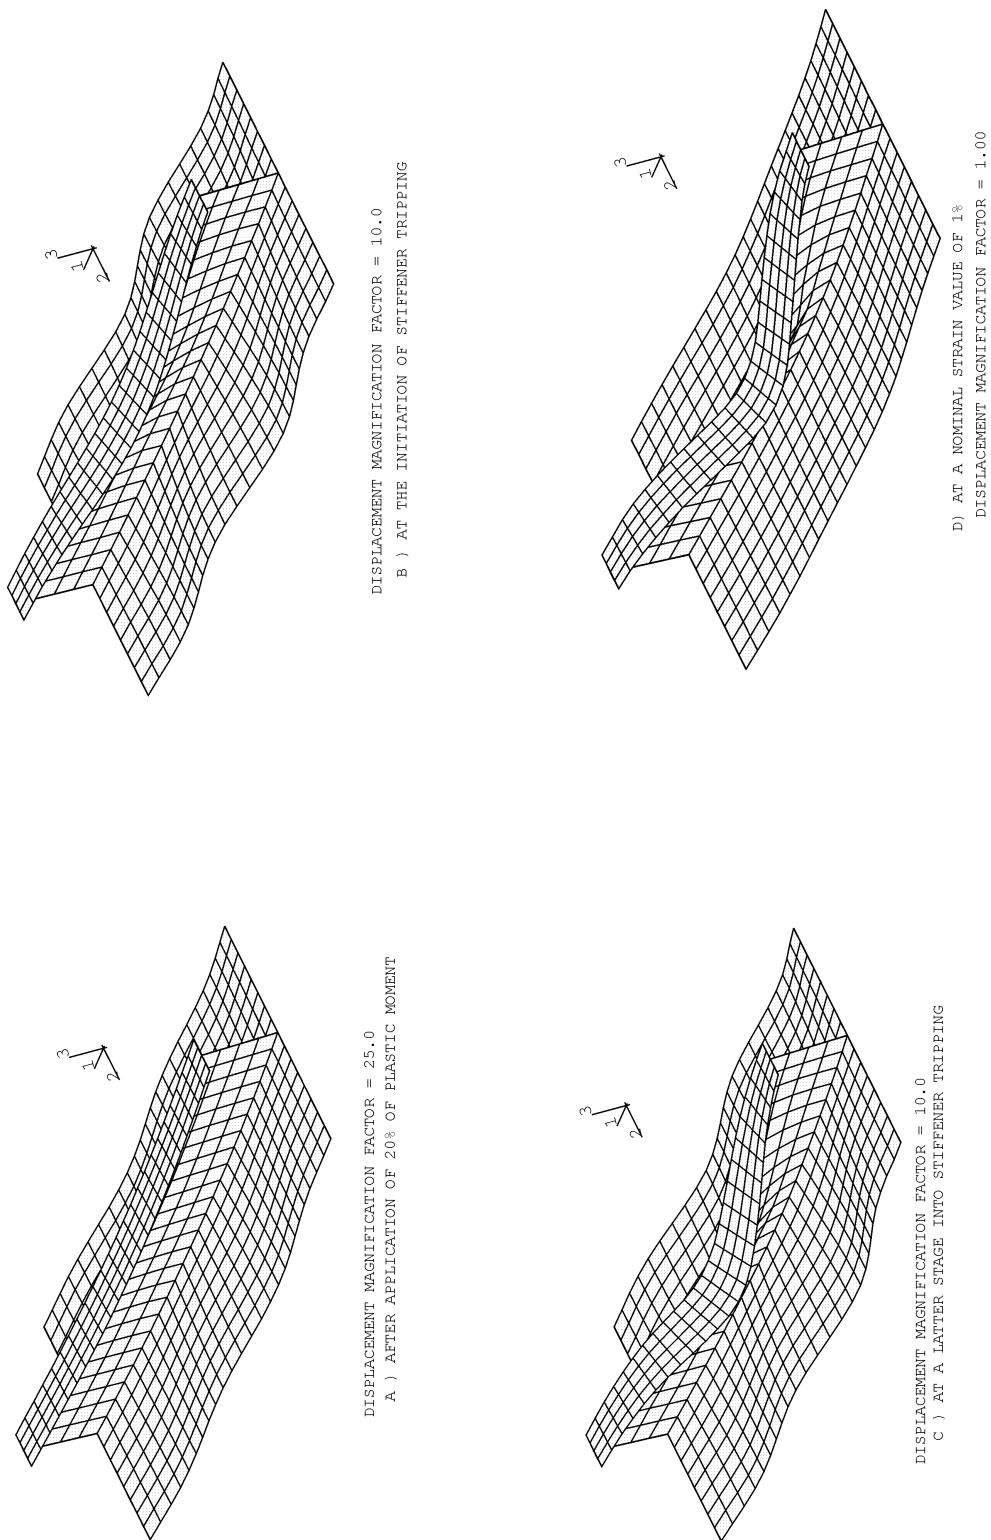 3
1
2
DISPLACEMENT MAGNIFICATION FACTOR = 25.0
A ) AFTER APPLICATION OF 20% OF PLASTIC MOMENT
3
1
2
DISPLACEMENT MAGNIFICATION FACTOR = 10.0
B ) AT THE INITIATION OF STIFFENER TRIPPING
3
1
2
DISPLACEMENT MAGNIFICATION FACTOR = 10.0
C ) AT A LATTER STAGE INTO STIFFENER TRIPPING
3
1
2
D) AT A NOMINAL STRAIN VALUE OF 1%
DISPLACEMENT MAGNIFICATION FACTOR = 1.00